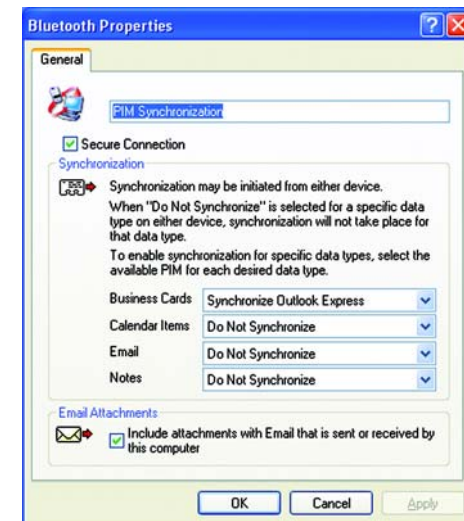 Bluetooth Properties
General
PIM Synchronization
Secure Connection
Synchronization
Synchronization may be initiated from either device.
When "Do Not Synchronize" is selected for a specific data
type on either device, synchronization will not take place for
that data type.
To enable synchronization for specific data types, select the
available PIM for each desired data type.
Business Cards Synchronize Outlook Express
Calendar Items Do Not Synchronize
Email Do Not Synchronize
Notes Do Not Synchronize
Email Attachments
Include attachments with Email that is sent or received by
this computer
OK Cancel Apply